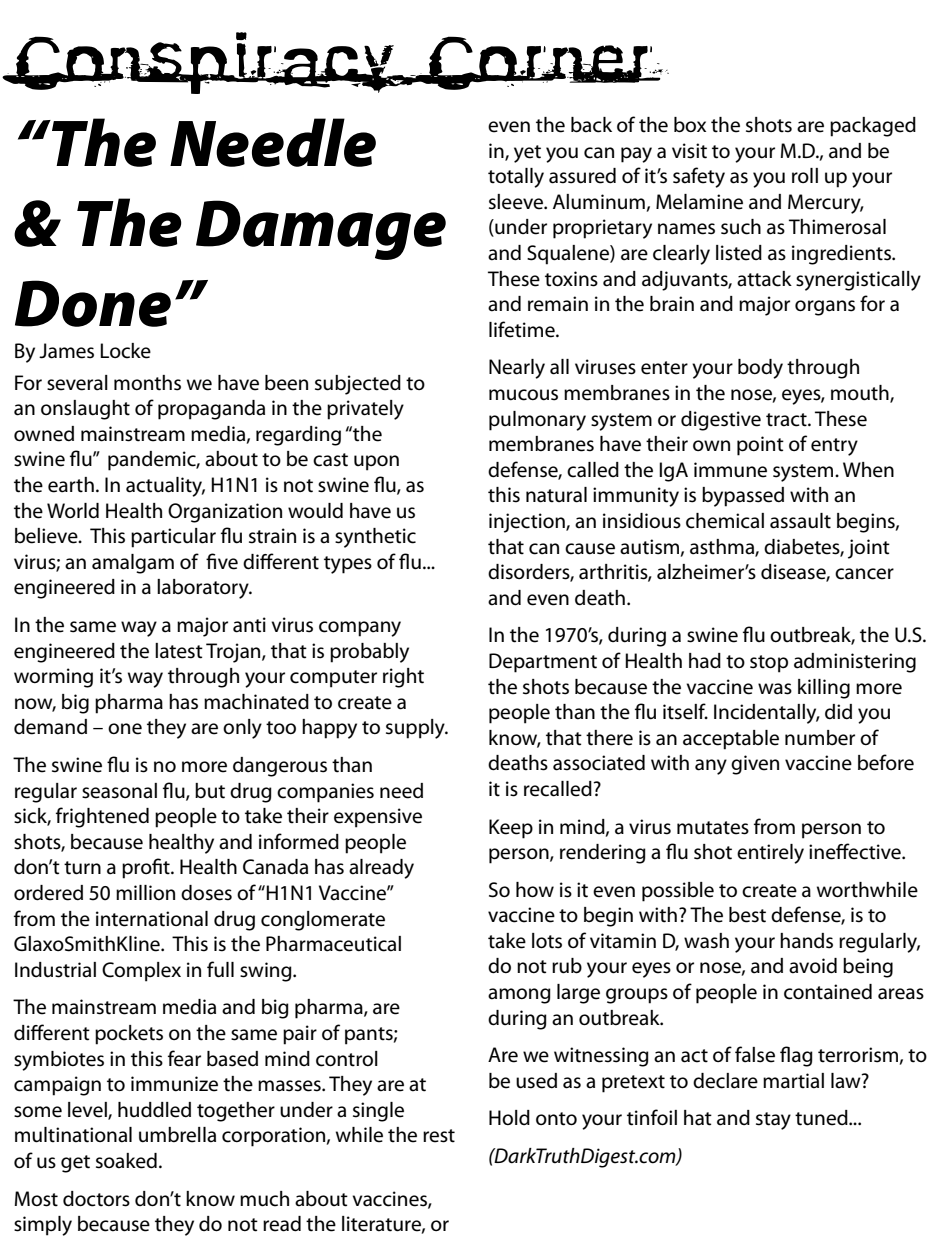 Conspiracy Corner
“The Needle
& The Damage
Done”
By James Locke
For several months we have been subjected to
an onslaught of propaganda in the privately
owned mainstream media, regarding “the
swine flu” pandemic, about to be cast upon
the earth. In actuality, H1N1 is not swine flu, as
the World Health Organization would have us
believe. This particular flu strain is a synthetic
virus; an amalgam of five different types of flu...
engineered in a laboratory.
In the same way a major anti virus company
engineered the latest Trojan, that is probably
worming it’s way through your computer right
now, big pharma has machinated to create a
demand – one they are only too happy to supply.
The swine flu is no more dangerous than
regular seasonal flu, but drug companies need
sick, frightened people to take their expensive
shots, because healthy and informed people
don’t turn a profit. Health Canada has already
ordered 50 million doses of “H1N1 Vaccine”
from the international drug conglomerate
GlaxoSmithKline. This is the Pharmaceutical
Industrial Complex in full swing.
The mainstream media and big pharma, are
different pockets on the same pair of pants;
symbiotes in this fear based mind control
campaign to immunize the masses. They are at
some level, huddled together under a single
multinational umbrella corporation, while the rest
of us get soaked.
Most doctors don’t know much about vaccines,
simply because they do not read the literature, or
even the back of the box the shots are packaged
in, yet you can pay a visit to your M.D., and be
totally assured of it’s safety as you roll up your
sleeve. Aluminum, Melamine and Mercury,
(under proprietary names such as Thimerosal
and Squalene) are clearly listed as ingredients.
These toxins and adjuvants, attack synergistically
and remain in the brain and major organs for a
lifetime.
Nearly all viruses enter your body through
mucous membranes in the nose, eyes, mouth,
pulmonary system or digestive tract. These
membranes have their own point of entry
defense, called the IgA immune system. When
this natural immunity is bypassed with an
injection, an insidious chemical assault begins,
that can cause autism, asthma, diabetes, joint
disorders, arthritis, alzheimer’s disease, cancer
and even death.
In the 1970’s, during a swine flu outbreak, the U.S.
Department of Health had to stop administering
the shots because the vaccine was killing more
people than the flu itself. Incidentally, did you
know, that there is an acceptable number of
deaths associated with any given vaccine before
it is recalled?
Keep in mind, a virus mutates from person to
person, rendering a flu shot entirely ineffective.
So how is it even possible to create a worthwhile
vaccine to begin with? The best defense, is to
take lots of vitamin D, wash your hands regularly,
do not rub your eyes or nose, and avoid being
among large groups of people in contained areas
during an outbreak.
Are we witnessing an act of false flag terrorism, to
be used as a pretext to declare martial law?
Hold onto your tinfoil hat and stay tuned...
(DarkTruthDigest.com)